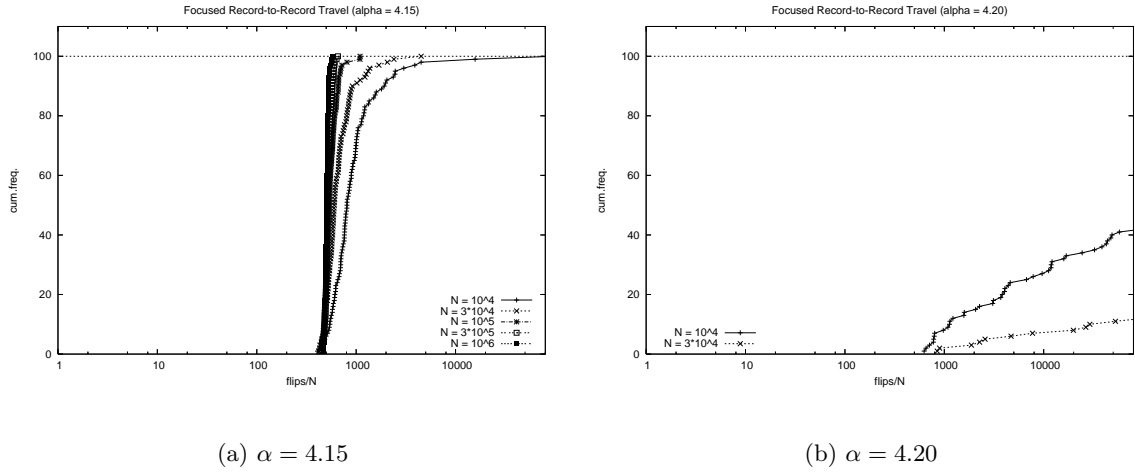 Focused Record-to-Record Travel (alpha = 4.15)
100
80
60
40
20
0
cum.freq.
N = 10^4
N = 3*10^4
N = 10^5
N = 3*10^5
N = 10^6
1
10
100
1000
10000
flips/N
(a) α = 4.15
Focused Record-to-Record Travel (alpha = 4.20)
100
80
60
40
20
0
cum.freq.
N = 10^4
N = 3*10^4
1
10
100
1000
10000
flips/N
(b) α = 4.20